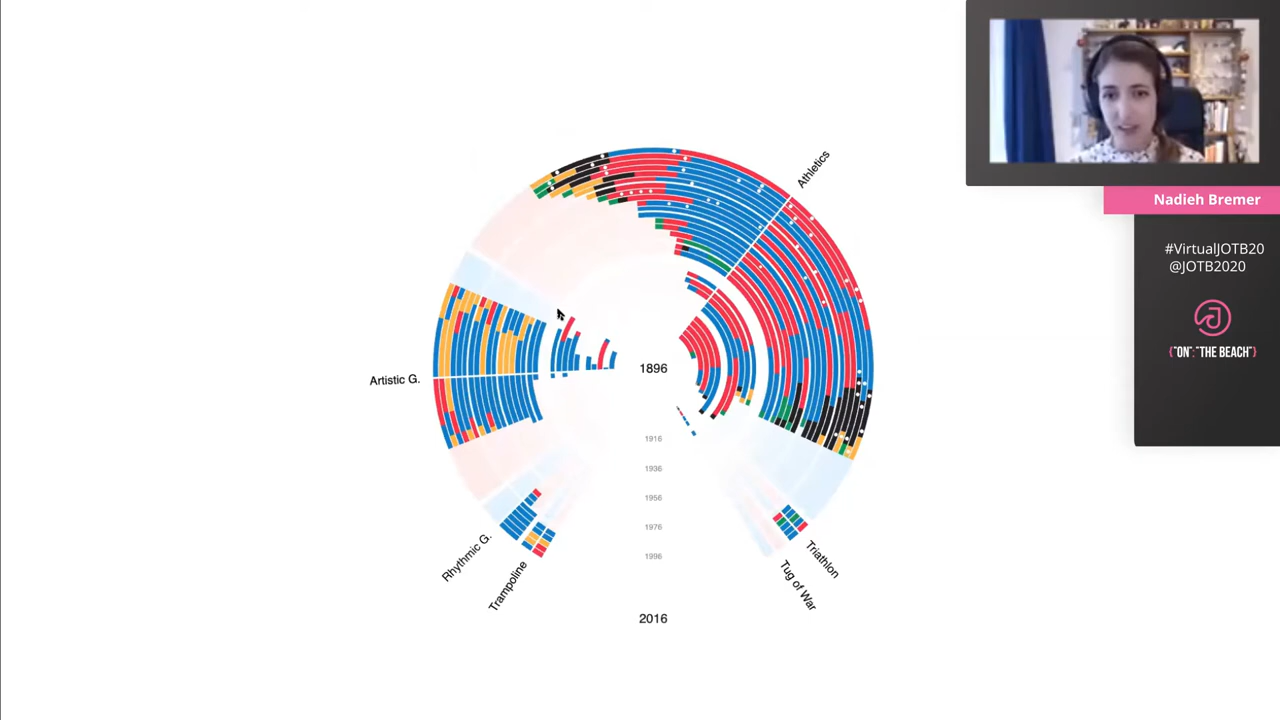 Athletics
Artistic G.
1896
1916
1936
1956
1976
1996
2016
Rhythmic G.
Trampoline
Triathlon
Tug of War
Nadieh Bremer
#VirtualJOTB20
@JOTB2020
{"ON":"THE BEACH"}